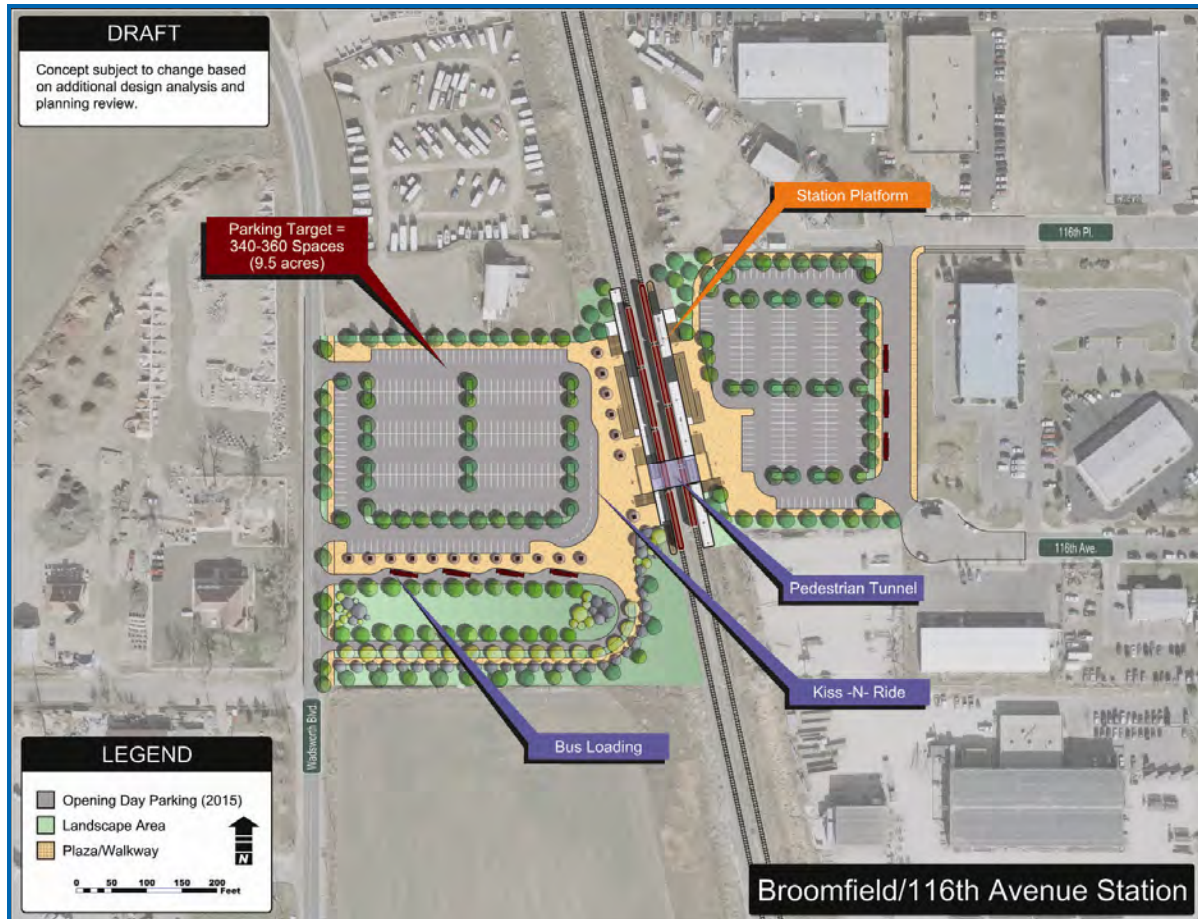 DRAFT
Concept subject to change based
on additional design analysis and
planning review.
Station Platform
Parking Target =
340-360 Spaces
(9.5 acres)
116th Pl.
116th Ave.
Pedestrian Tunnel
Kiss -N- Ride
Bus Loading
Wadsworth Blvd.
LEGEND
Opening Day Parking (2015)
Landscape Area
Plaza/Walkway
N
0 50 100 150 200
Feet
Broomfield/116th Avenue Station